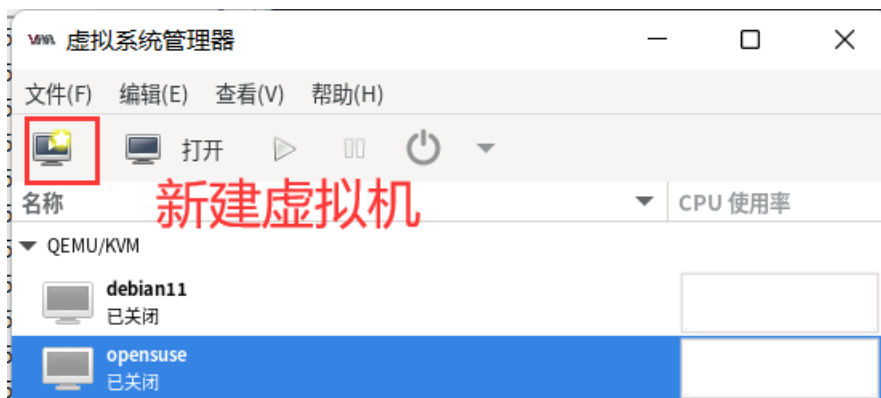 虚拟系统管理器
文件(F) 编辑(E) 查看(V) 帮助(H)
打开
新建虚拟机
名称 CPU 使用率
QEMU/KVM
debian11
已关闭
opensuse
已关闭